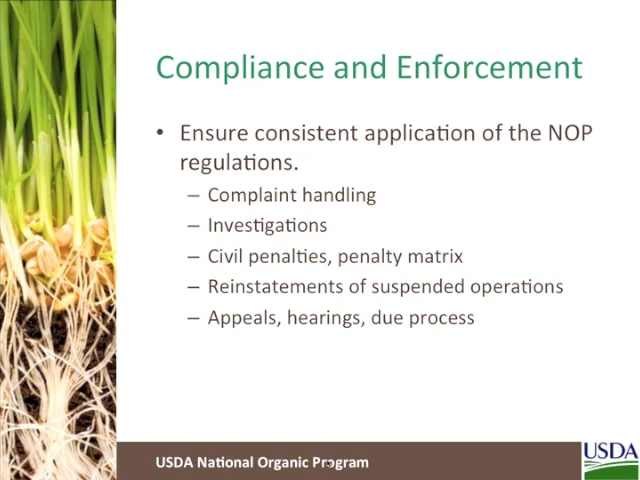 Compliance and Enforcement
• Ensure consistent application of the NOP
regulations.
– Complaint handling
– Investigations
– Civil penalties, penalty matrix
– Reinstatements of suspended operations
– Appeals, hearings, due process
USDA National Organic Program
USDA